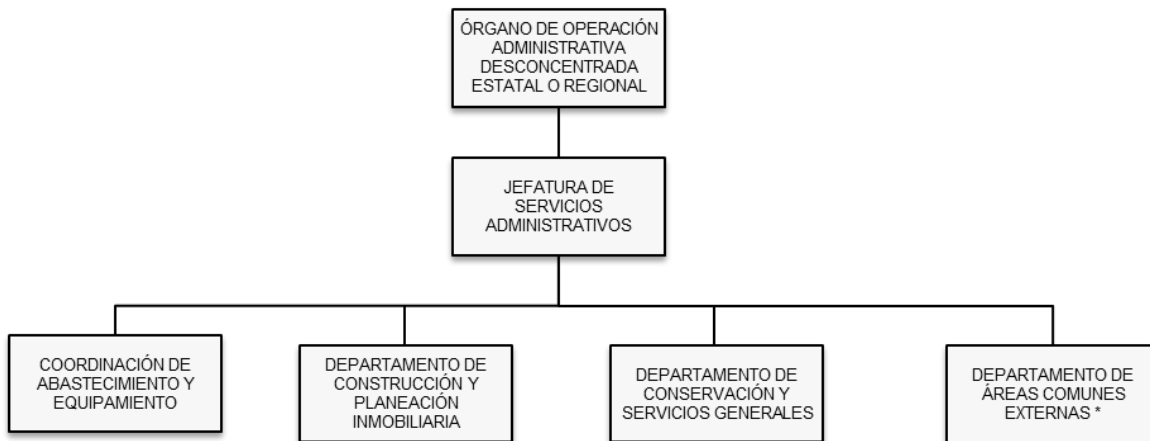 ÓRGANO DE OPERACIÓN
ADMINISTRATIVA
DESCONCENTRADA
ESTATAL O REGIONAL
JEFATURA DE
SERVICIOS
ADMINISTRATIVOS
COORDINACIÓN DE
ABASTECIMIENTO Y
EQUIPAMIENTO
DEPARTAMENTO DE
CONSTRUCCIÓN Y
PLANEACIÓN
INMOBILIARIA
DEPARTAMENTO DE
CONSERVACIÓN Y
SERVICIOS GENERALES
DEPARTAMENTO DE
ÁREAS COMUNES
EXTERNAS *